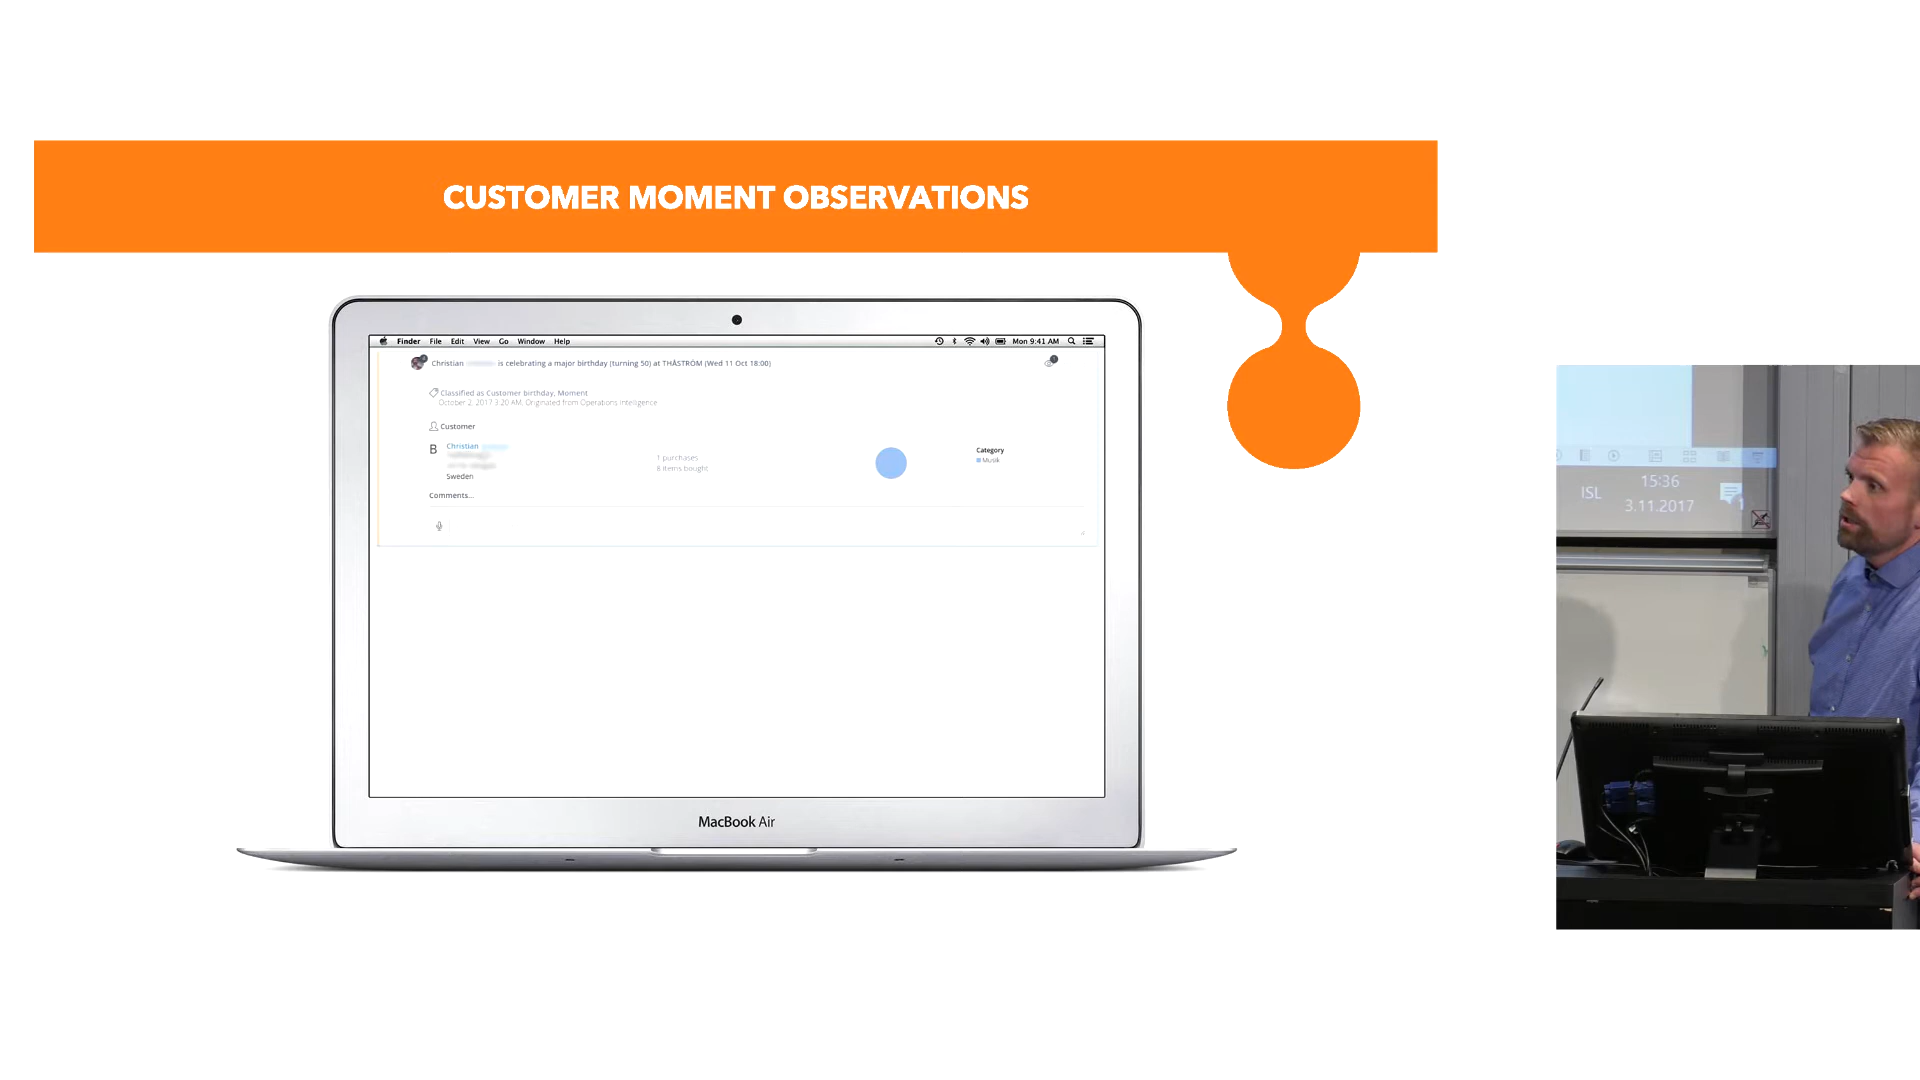 CUSTOMER MOMENT OBSERVATIONS
Finder File Edit View Go Window Help
Mon 9:41 AM
Christian is celebrating a major birthday (turning 50) at THÅSTRÖM (Wed 11 Oct 18:00)
Classified as Customer birthday, Moment
October 2, 2017 3:20 AM, Originated from Operations Intelligence
Customer
B
Christian
Sweden
1 purchases
8 items bought
Category
Musik
Comments...
MacBook Air
ISL
15:36
3.11.2017